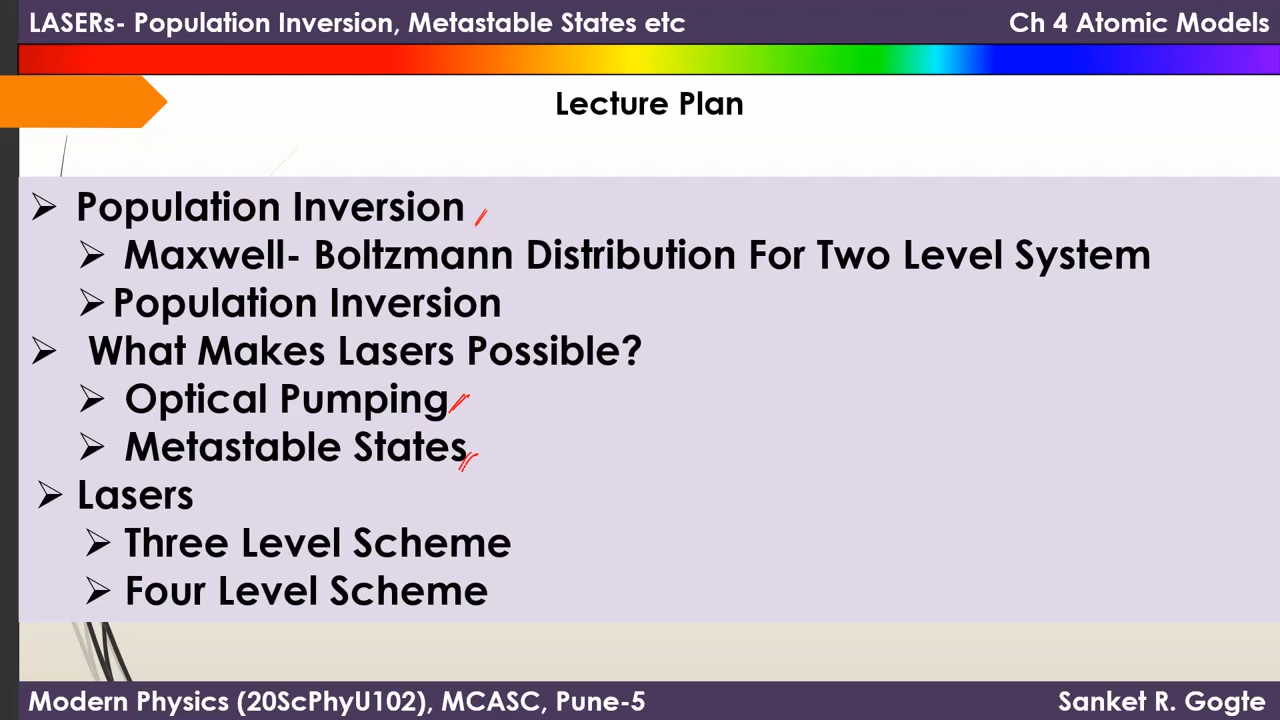 LASERs- Population Inversion, Metastable States etc
Ch 4 Atomic Models
Lecture Plan
Population Inversion
Maxwell- Boltzmann Distribution For Two Level System
Population Inversion
What Makes Lasers Possible?
Optical Pumping
Metastable States
Lasers
Three Level Scheme
Four Level Scheme
Modern Physics (20ScPhyU102), MCASC, Pune-5
Sanket R. Gogte